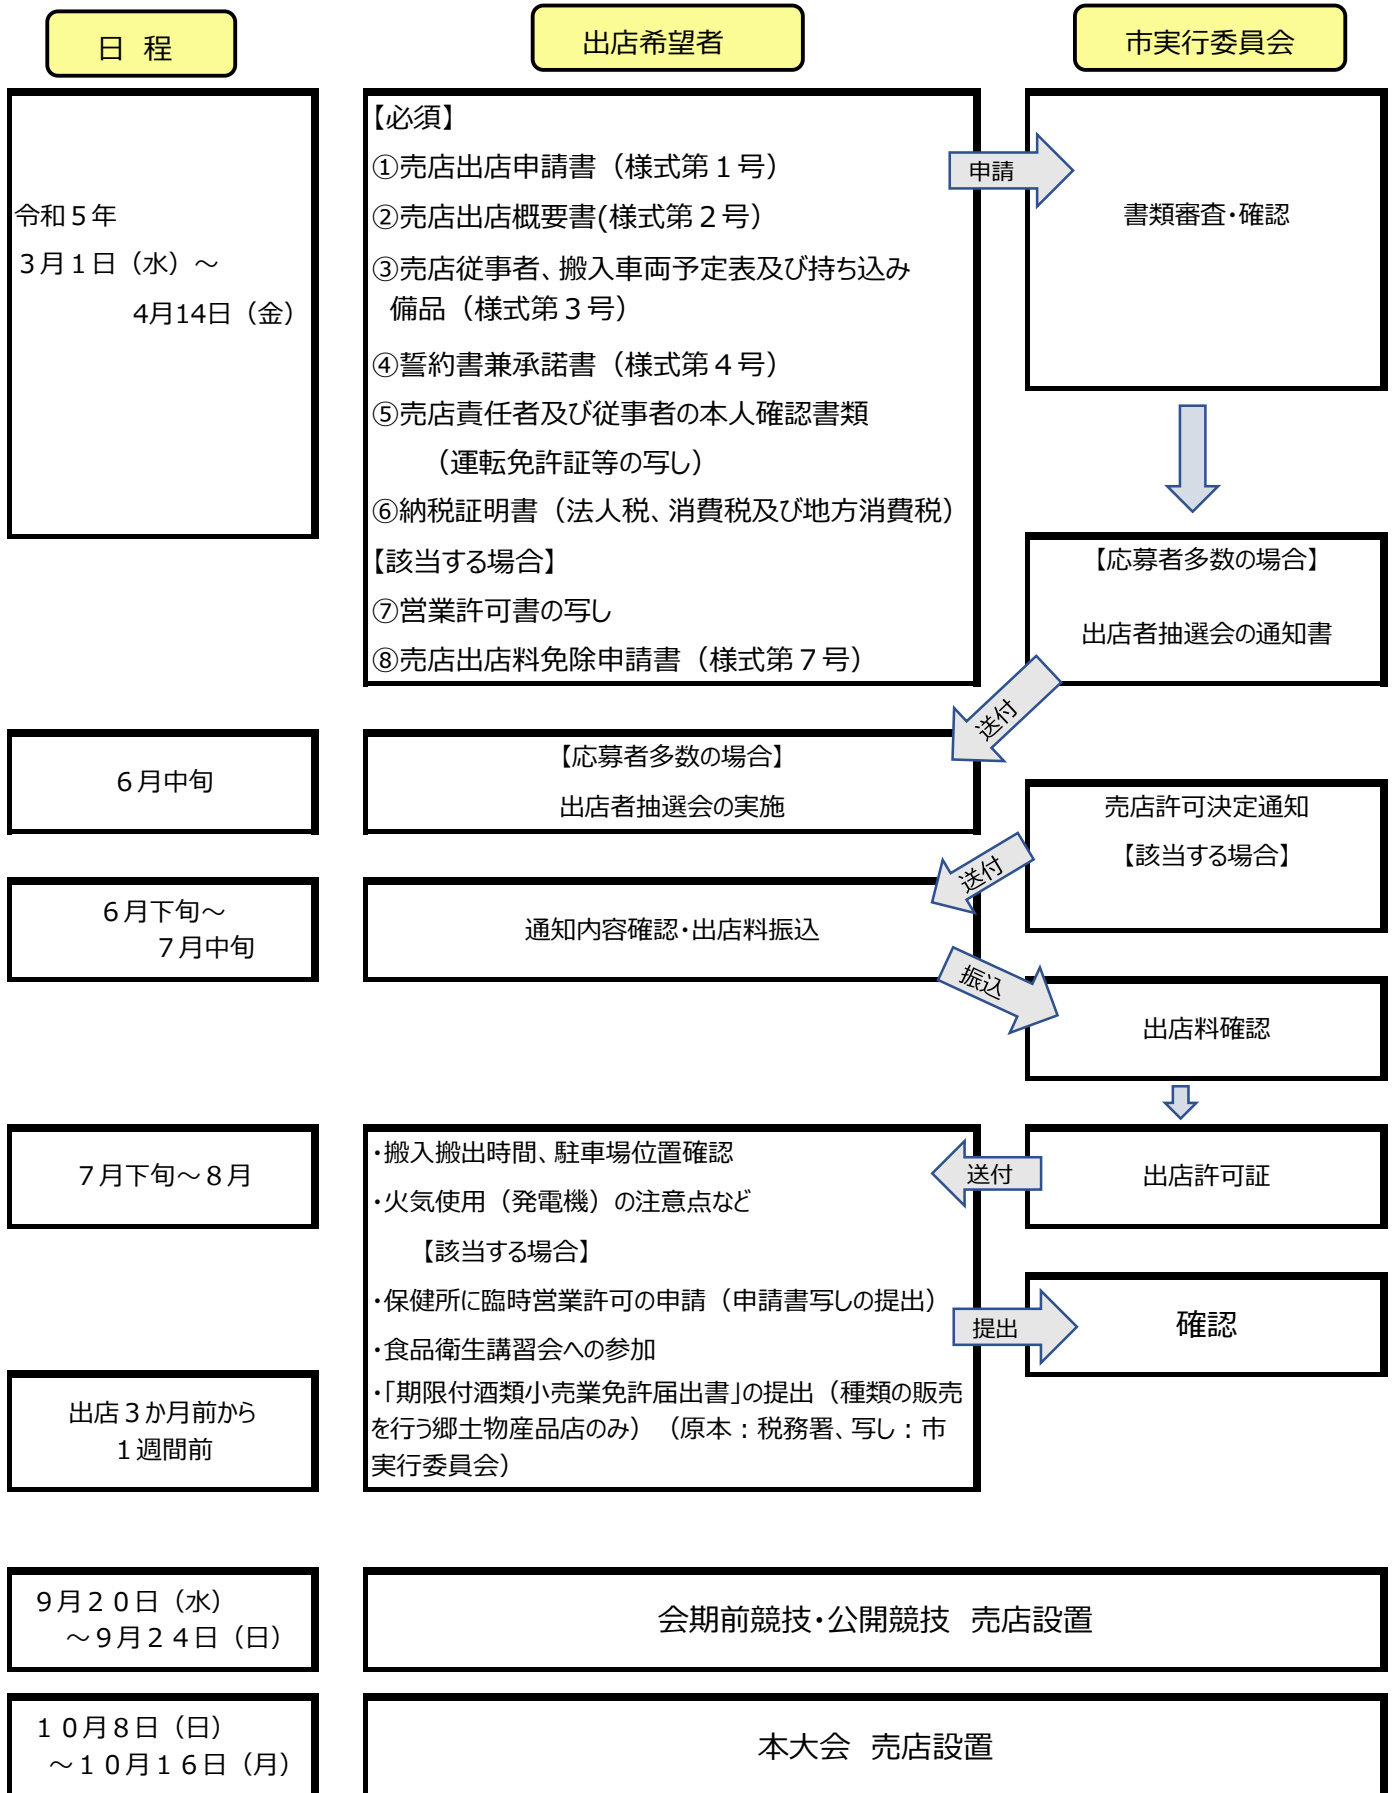 日 程
出店希望者
市実行委員会
令和５年
３月１日（水）～
4月14日（金）
【必須】
①売店出店申請書（様式第１号）
②売店出店概要書(様式第２号）
③売店従事者、搬入車両予定表及び持ち込み
備品（様式第３号）
④誓約書兼承諾書（様式第４号）
⑤売店責任者及び従事者の本人確認書類
（運転免許証等の写し）
⑥納税証明書（法人税、消費税及び地方消費税）
【該当する場合】
⑦営業許可書の写し
⑧売店出店料免除申請書（様式第７号）
申請
書類審査・確認
【応募者多数の場合】
出店者抽選会の通知書
送付
６月中旬
【応募者多数の場合】
出店者抽選会の実施
売店許可決定通知
【該当する場合】
送付
６月下旬～
７月中旬
通知内容確認・出店料振込
振込
出店料確認
７月下旬～８月
・搬入搬出時間、駐車場位置確認
・火気使用（発電機）の注意点など
【該当する場合】
・保健所に臨時営業許可の申請（申請書写しの提出）
・食品衛生講習会への参加
・「期限付酒類小売業免許届出書」の提出（種類の販売
を行う郷土物産品店のみ）（原本：税務署、写し：市
実行委員会）
送付
出店許可証
提出
確認
出店３か月前から
１週間前
９月２０日（水）
～９月２４日（日）
会期前競技・公開競技　売店設置
１０月８日（日）
～１０月１６日（月）
本大会　売店設置